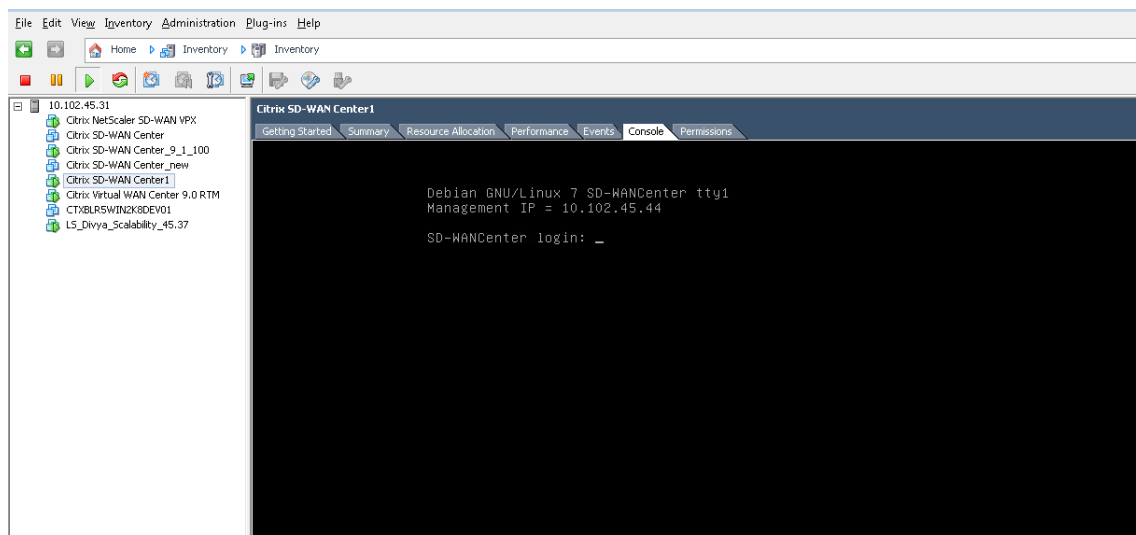 File Edit View Inventory Administration Plug-ins Help
Home Inventory Inventory
10.102.45.31
Citrix NetScaler SD-WAN VPX
Citrix SD-WAN Center
Citrix SD-WAN Center_9_1_100
Citrix SD-WAN Center_new
Citrix SD-WAN Center1
Citrix Virtual WAN Center 9.0 RTM
CTXBLR5WIN2K8DEV01
LS_Divya_Scalability_45.37
Citrix SD-WAN Center1
Getting Started Summary Resource Allocation Performance Events Console Permissions
Debian GNU/Linux 7 SD-WANCenter tty1
Management IP = 10.102.45.44
SD-WANCenter login: _